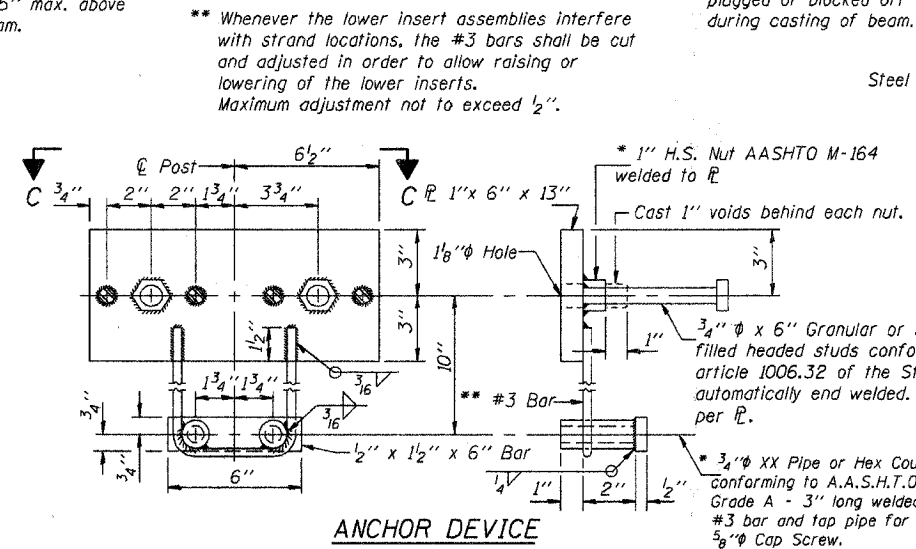 5" max. above
am.
** Whenever the lower insert assemblies interfere
with strand locations, the #3 bars shall be cut
and adjusted in order to allow raising or
lowering of the lower inserts.
Maximum adjustment not to exceed 1/2".
plugged or blocked off
during casting of beam.
Steel
C
℄ Post
6 1/2"
C
3/4"
2"
2"
1 3/4"
3 3/4"
℞ 1"x 6" x 13"
* 1" H.S. Nut AASHTO M-164
welded to ℞
Cast 1" voids behind each nut.
1 1/8"φ Hole
3"
3"
3"
1 1/2"
10"
1"
3/4" φ x 6" Granular or
filled headed studs confo
article 1006.32 of the St
automatically end welded.
per ℞.
3/16
3/16
1 3/4"
1 3/4"
** #3 Bar
3/4"
3/4"
1/2" x 1 1/2" x 6" Bar
6"
1/4
1"
2"
1/2"
* 3/4"φ XX Pipe or Hex Cou
conforming to A.A.S.H.T.O
Grade A - 3" long welded
#3 bar and tap pipe for
5/8"φ Cap Screw.
ANCHOR DEVICE